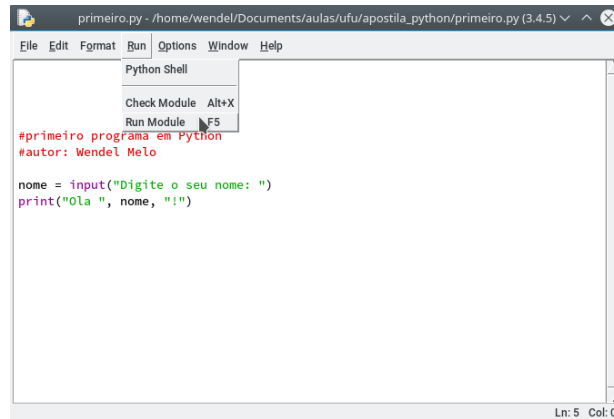 primeiro.py - /home/wendel/Documents/aulas/ufu/apostila_python/primeiro.py (3.4.5)
File Edit Format Run Options Window Help
Python Shell
Check Module Alt+X
Run Module F5
#primeiro programa em Python
#autor: Wendel Melo
nome = input("Digite o seu nome: ")
print("Ola ", nome, "!")
Ln: 5 Col: